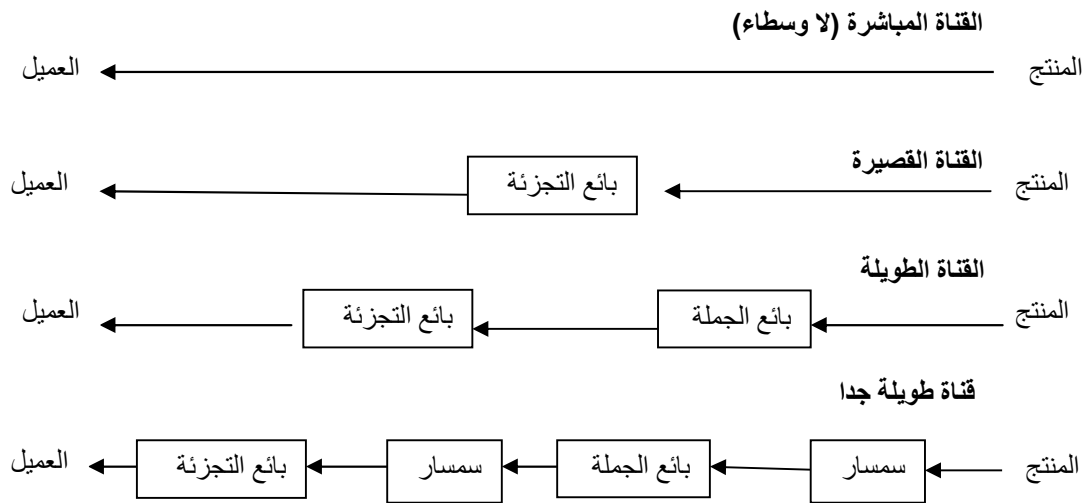 القناة المباشرة (لا وسطاء)
المنتج العميل
القناة القصيرة
المنتج بائع التجزئة العميل
القناة الطويلة
المنتج بائع الجملة بائع التجزئة العميل
قناة طويلة جدا
المنتج سمسار بائع الجملة سمسار بائع التجزئة العميل